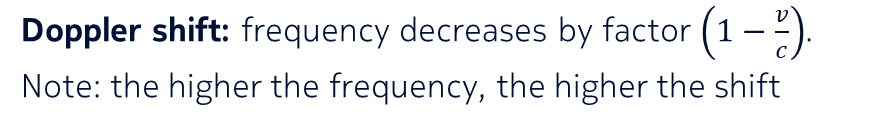 Doppler shift: frequency decreases by factor (1 − v/c).
Note: the higher the frequency, the higher the shift